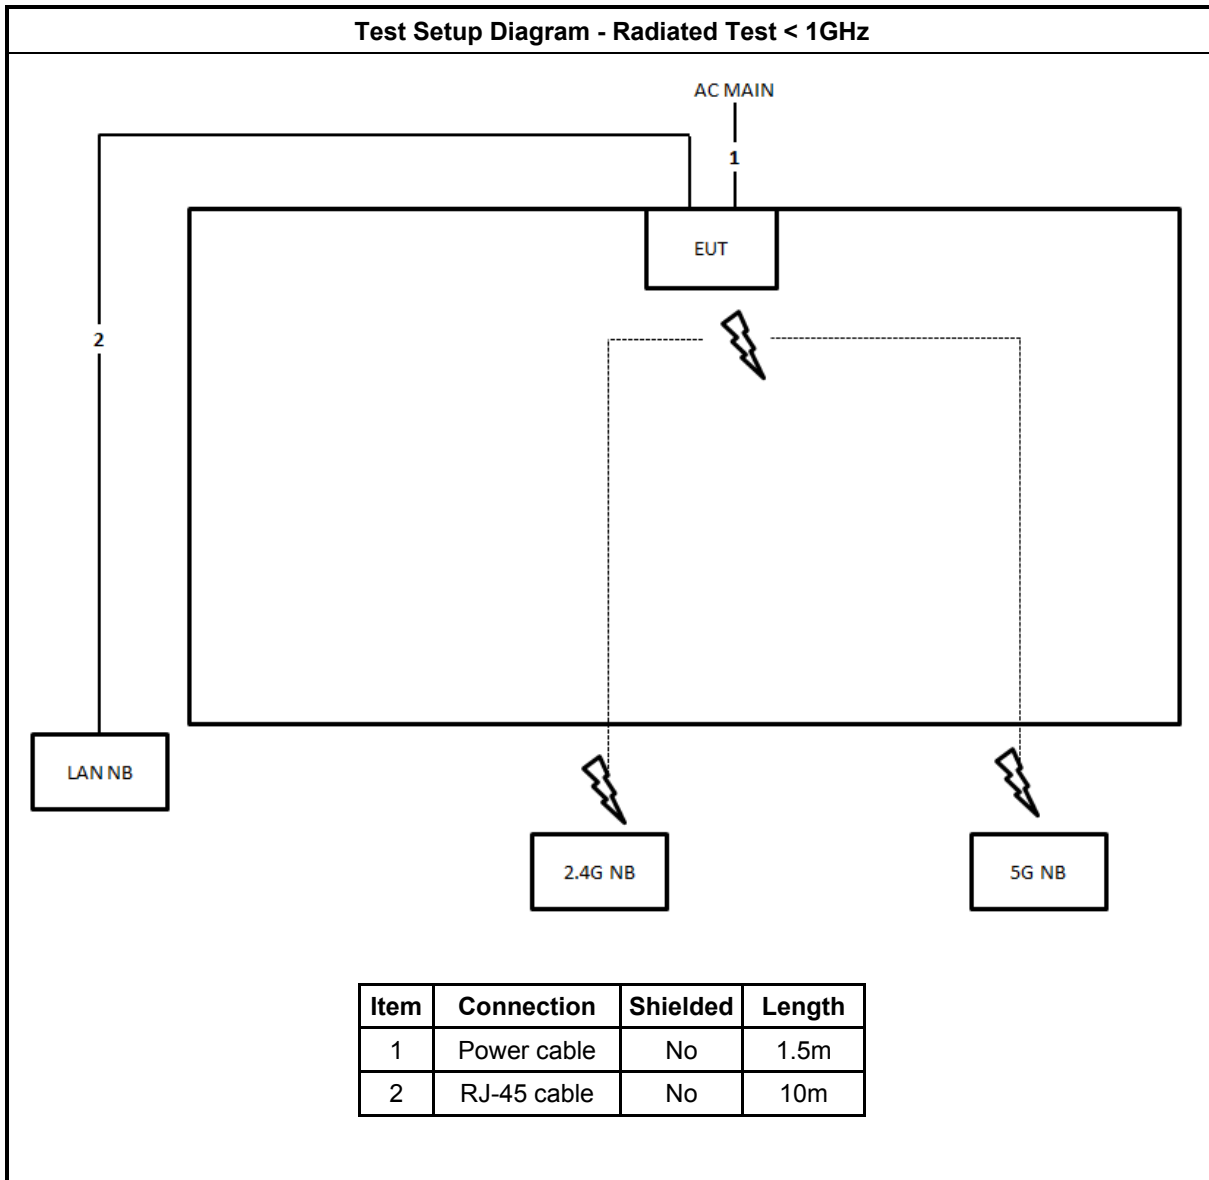 Test Setup Diagram - Radiated Test < 1GHz
AC MAIN
1
EUT
2
LAN NB
2.4G NB
5G NB
Item Connection Shielded Length
1 Power cable No 1.5m
2 RJ-45 cable No 10m